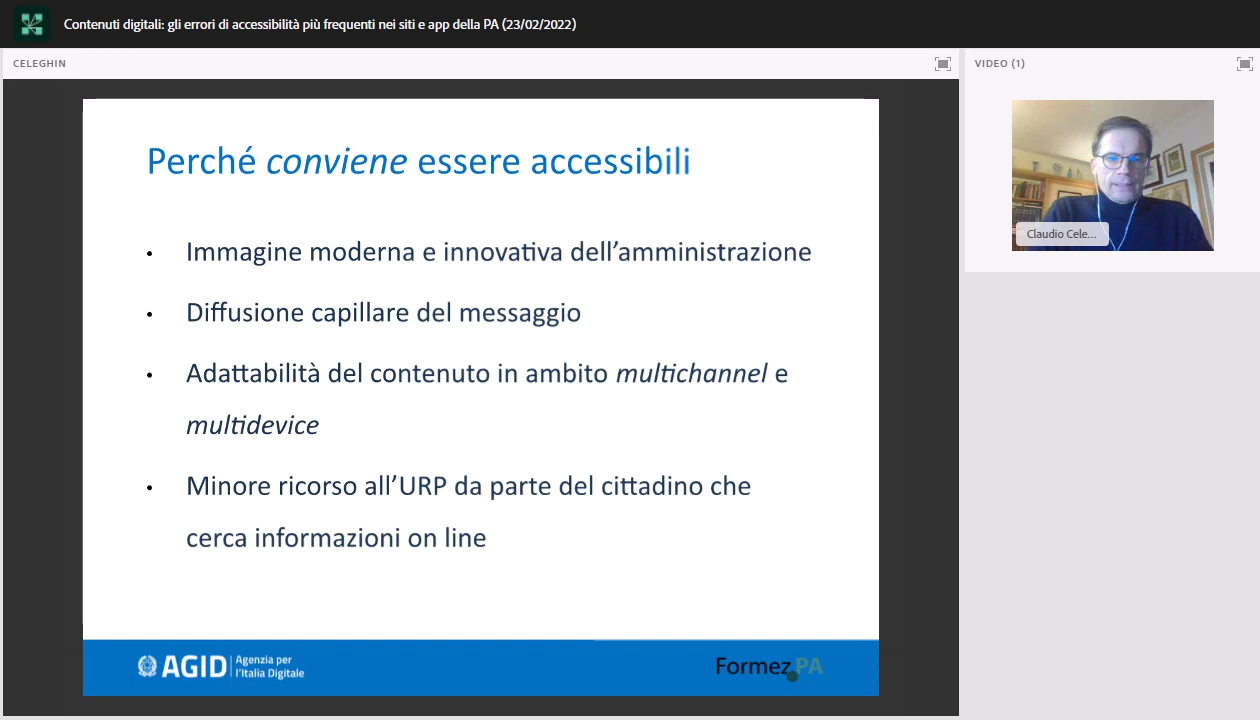 Contenuti digitali: gli errori di accessibilità più frequenti nei siti e app della PA (23/02/2022)
CELEGHIN
VIDEO (1)
Perché conviene essere accessibili
• Immagine moderna e innovativa dell’amministrazione
• Diffusione capillare del messaggio
• Adattabilità del contenuto in ambito multichannel e
multidevice
• Minore ricorso all’URP da parte del cittadino che
cerca informazioni on line
Claudio Cele...
AGID
Agenzia per
l’Italia Digitale
Formez PA